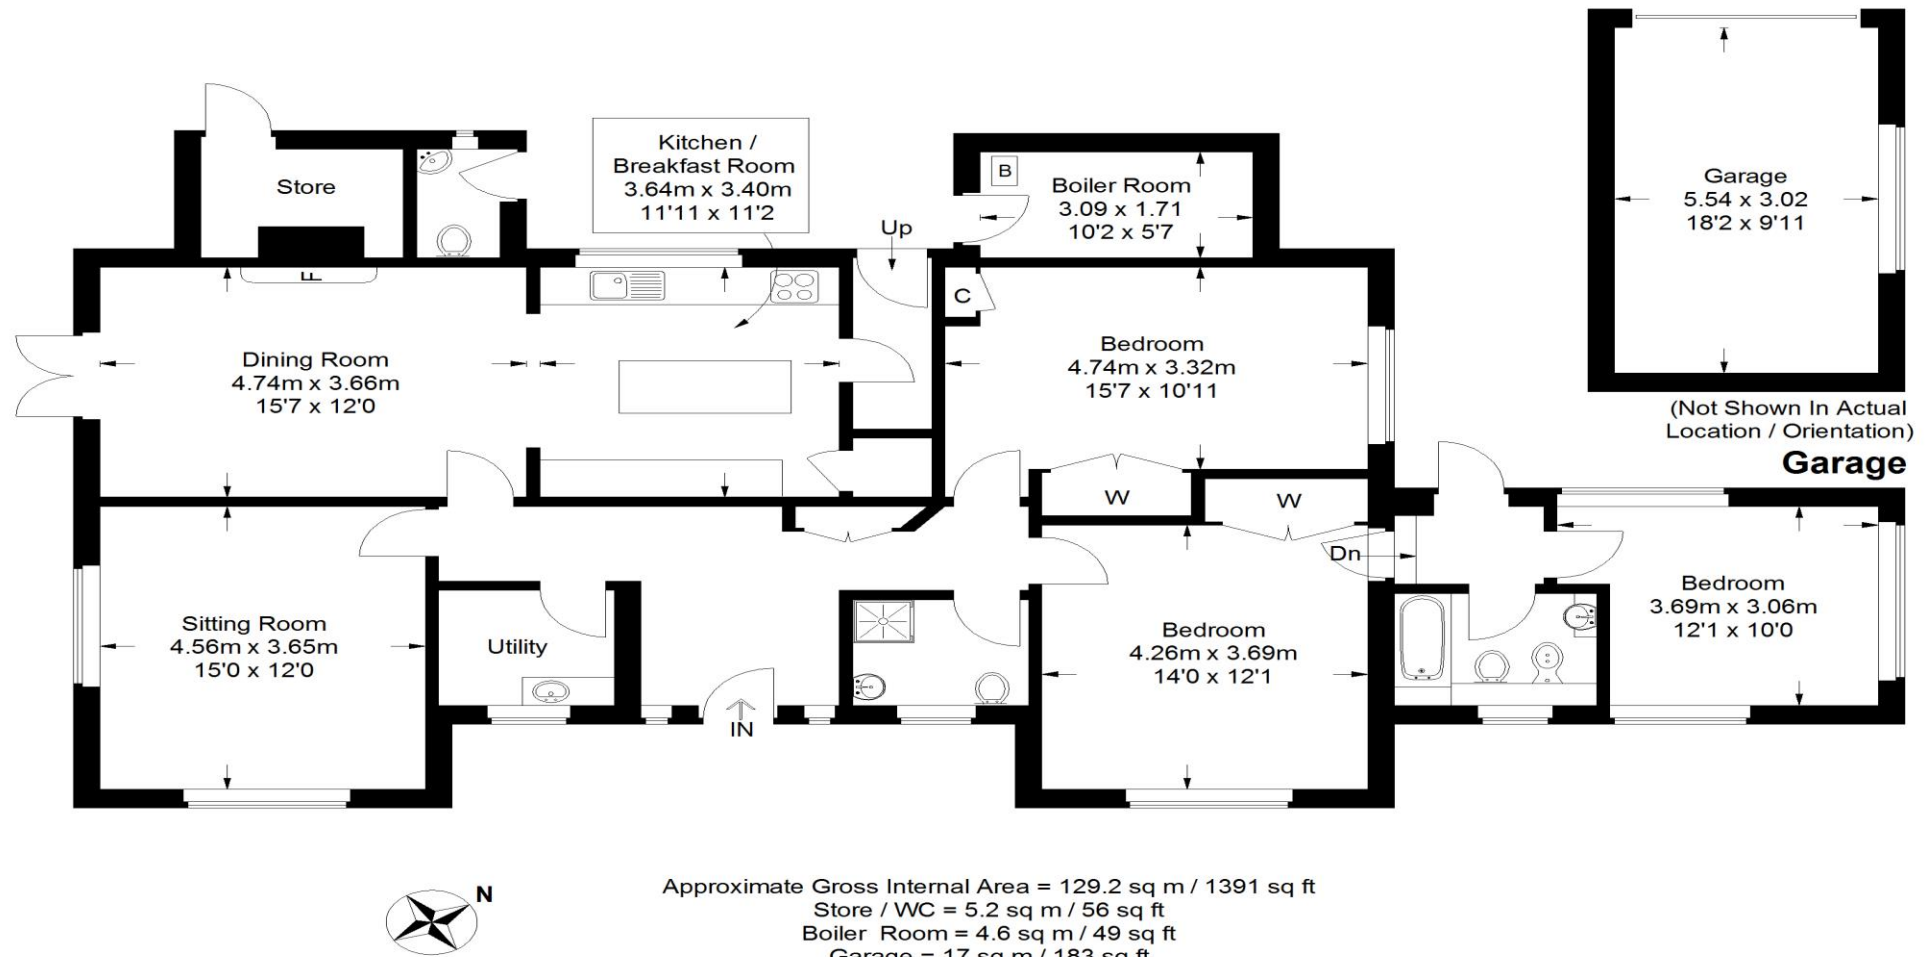 Store
Kitchen /
Breakfast Room
3.64m x 3.40m
11'11 x 11'2
Up
B
Boiler Room
3.09 x 1.71
10'2 x 5'7
Garage
5.54 x 3.02
18'2 x 9'11
(Not Shown In Actual
Location / Orientation)
Garage
F
Dining Room
4.74m x 3.66m
15'7 x 12'0
C
Bedroom
4.74m x 3.32m
15'7 x 10'11
W
W
Dn
Sitting Room
4.56m x 3.65m
15'0 x 12'0
Utility
IN
Bedroom
4.26m x 3.69m
14'0 x 12'1
Bedroom
3.69m x 3.06m
12'1 x 10'0
N
Approximate Gross Internal Area = 129.2 sq m / 1391 sq ft
Store / WC = 5.2 sq m / 56 sq ft
Boiler Room = 4.6 sq m / 49 sq ft
Garage = 17 sq m / 183 sq ft